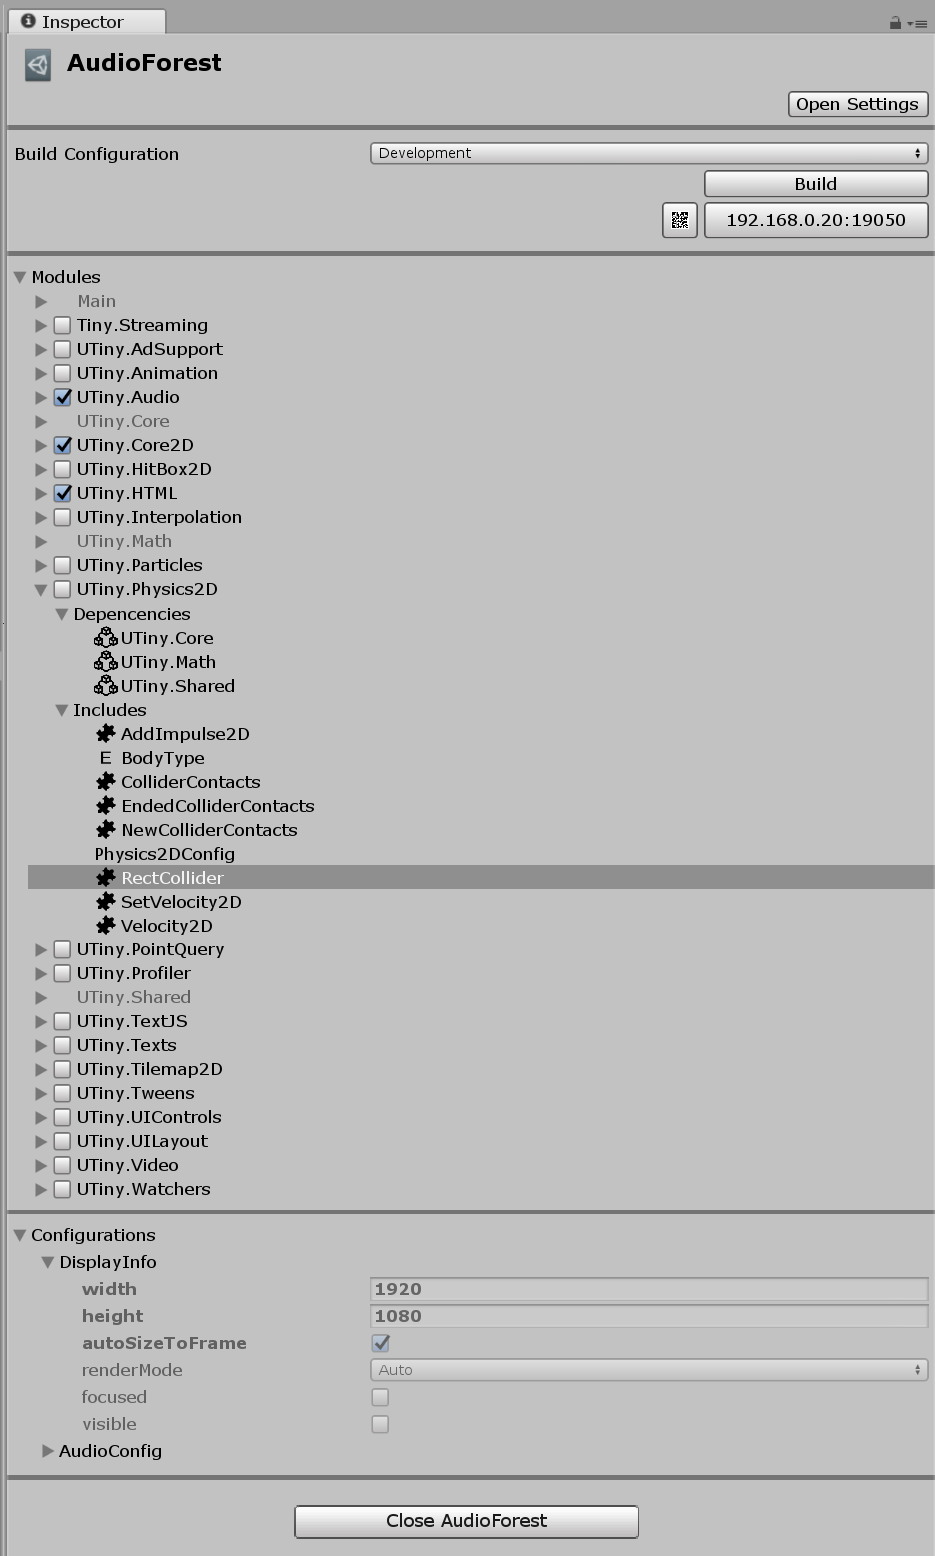 Inspector
AudioForest
Open Settings
Build Configuration Development
Build
192.168.0.20:19050
Modules
Main
Tiny.Streaming
UTiny.AdSupport
UTiny.Animation
UTiny.Audio
UTiny.Core
UTiny.Core2D
UTiny.HitBox2D
UTiny.HTML
UTiny.Interpolation
UTiny.Math
UTiny.Particles
UTiny.Physics2D
Depencencies
UTiny.Core
UTiny.Math
UTiny.Shared
Includes
AddImpulse2D
E BodyType
ColliderContacts
EndedColliderContacts
NewColliderContacts
Physics2DConfig
RectCollider
SetVelocity2D
Velocity2D
UTiny.PointQuery
UTiny.Profiler
UTiny.Shared
UTiny.TextJS
UTiny.Texts
UTiny.Tilemap2D
UTiny.Tweens
UTiny.UIControls
UTiny.UILayout
UTiny.Video
UTiny.Watchers
Configurations
DisplayInfo
width 1920
height 1080
autoSizeToFrame
renderMode Auto
focused
visible
AudioConfig
Close AudioForest